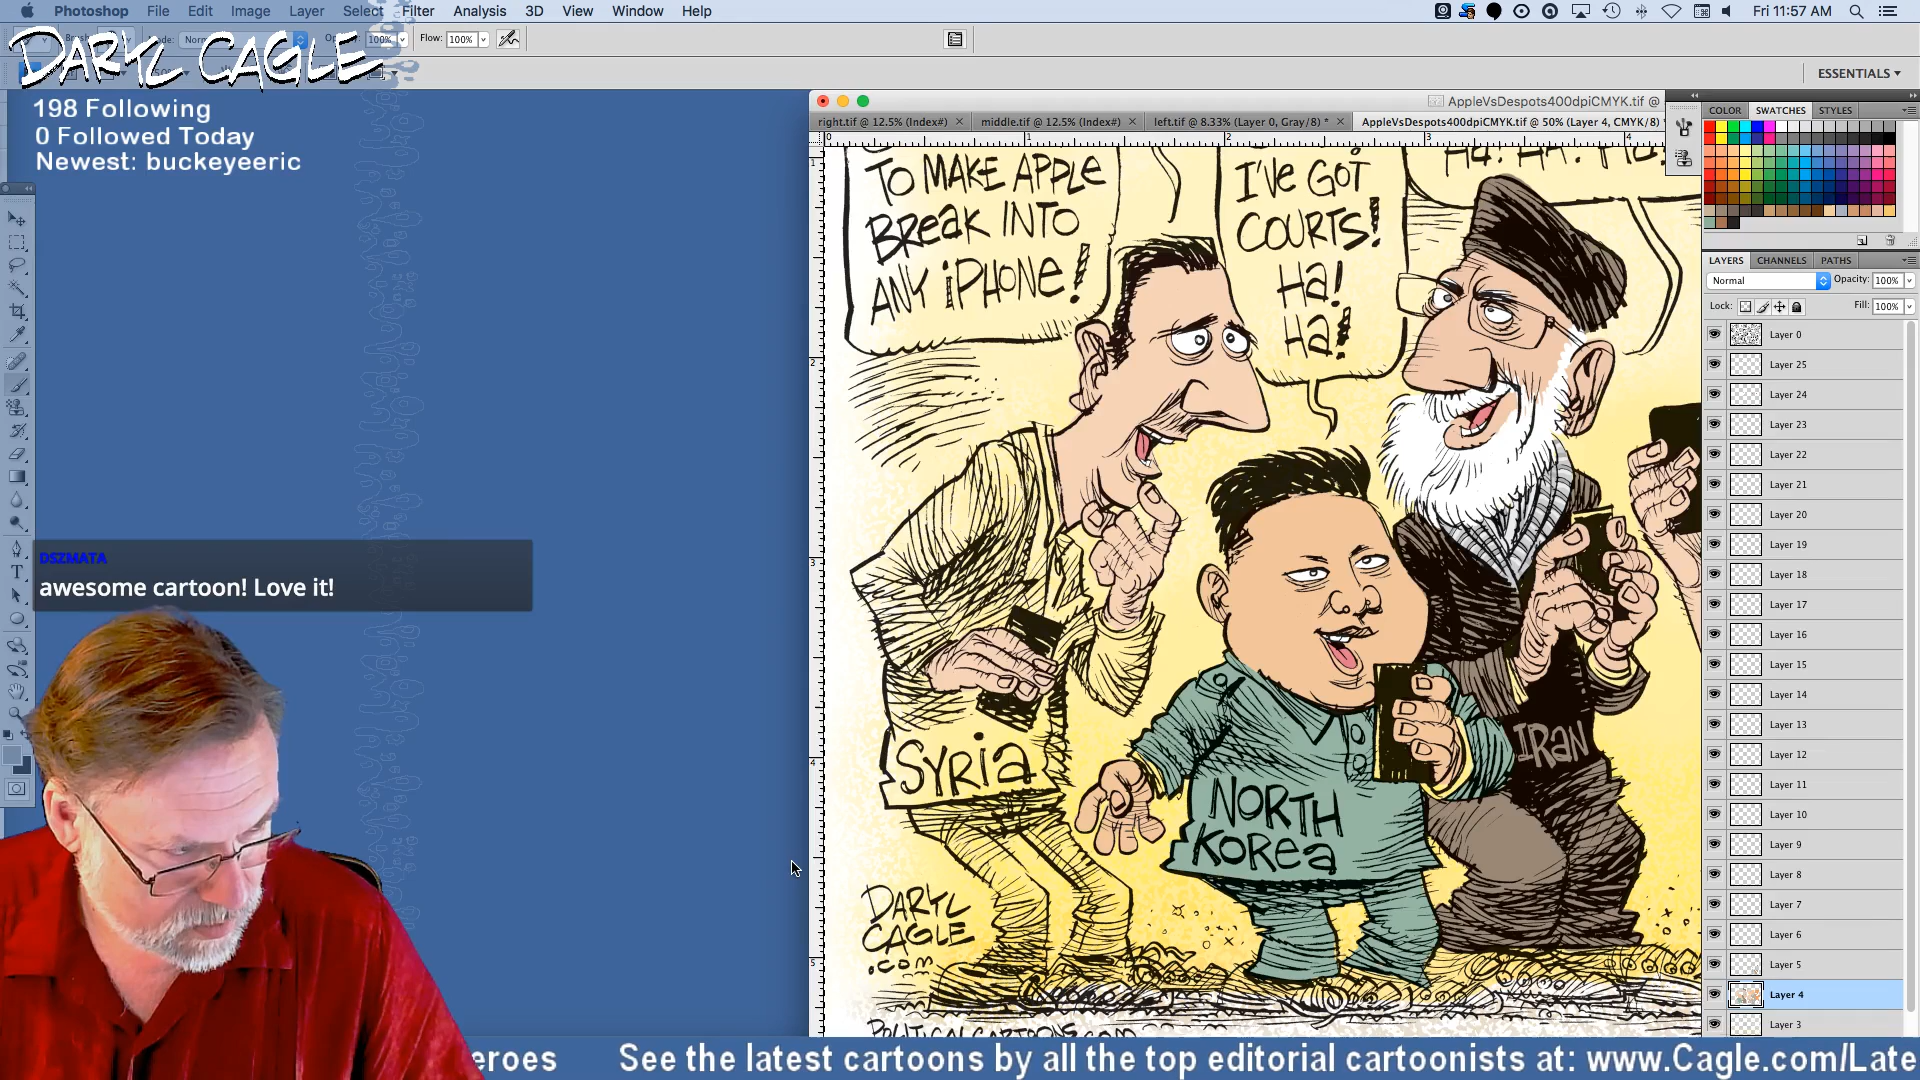 Photoshop File Edit Image Layer Select Filter Analysis 3D View Window Help
Fri 11:57 AM
Flow: 100%
ESSENTIALS
DARYL CAGLE
198 Following
0 Followed Today
Newest: buckeyeeric
AppleVsDespots400dpiCMYK.tif @
right.tif @ 12.5% (Index#)
middle.tif @ 12.5% (Index#)
left.tif @ 8.33% (Layer 0, Gray/8) *
AppleVsDespots400dpiCMYK.tif @ 50% (Layer 4, CMYK/8) *
COLOR SWATCHES STYLES
TO MAKE APPLE
BREAK INTO
ANY iPHONE!
I'VE GOT
COURTS!
HA!
HA!
SYRIA
NORTH
KOREA
IRAN
DARYL
CAGLE
.com
POLITICALCARTOONS.COM
DSZMATA
awesome cartoon! Love it!
LAYERS CHANNELS PATHS
Normal Opacity: 100%
Lock: Fill: 100%
Layer 0
Layer 25
Layer 24
Layer 23
Layer 22
Layer 21
Layer 20
Layer 19
Layer 18
Layer 17
Layer 16
Layer 15
Layer 14
Layer 13
Layer 12
Layer 11
Layer 10
Layer 9
Layer 8
Layer 7
Layer 6
Layer 5
Layer 4
Layer 3
eroes See the latest cartoons by all the top editorial cartoonists at: www.Cagle.com/Late